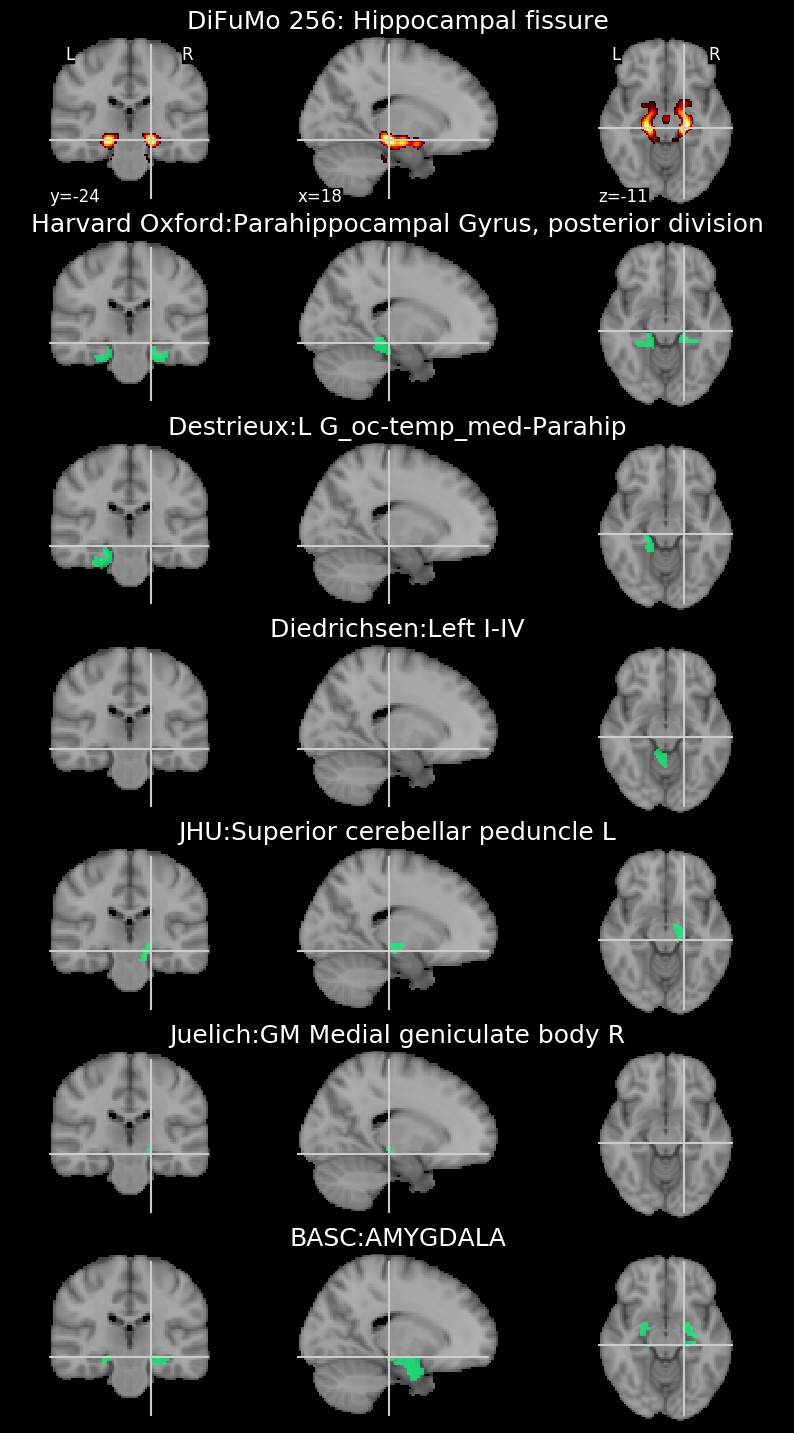 DiFuMo 256: Hippocampal fissure
L R L R
y=-24 x=18 z=-11
Harvard Oxford:Parahippocampal Gyrus, posterior division
Destrieux:L G_oc-temp_med-Parahip
Diedrichsen:Left I-IV
JHU:Superior cerebellar peduncle L
Juelich:GM Medial geniculate body R
BASC:AMYGDALA